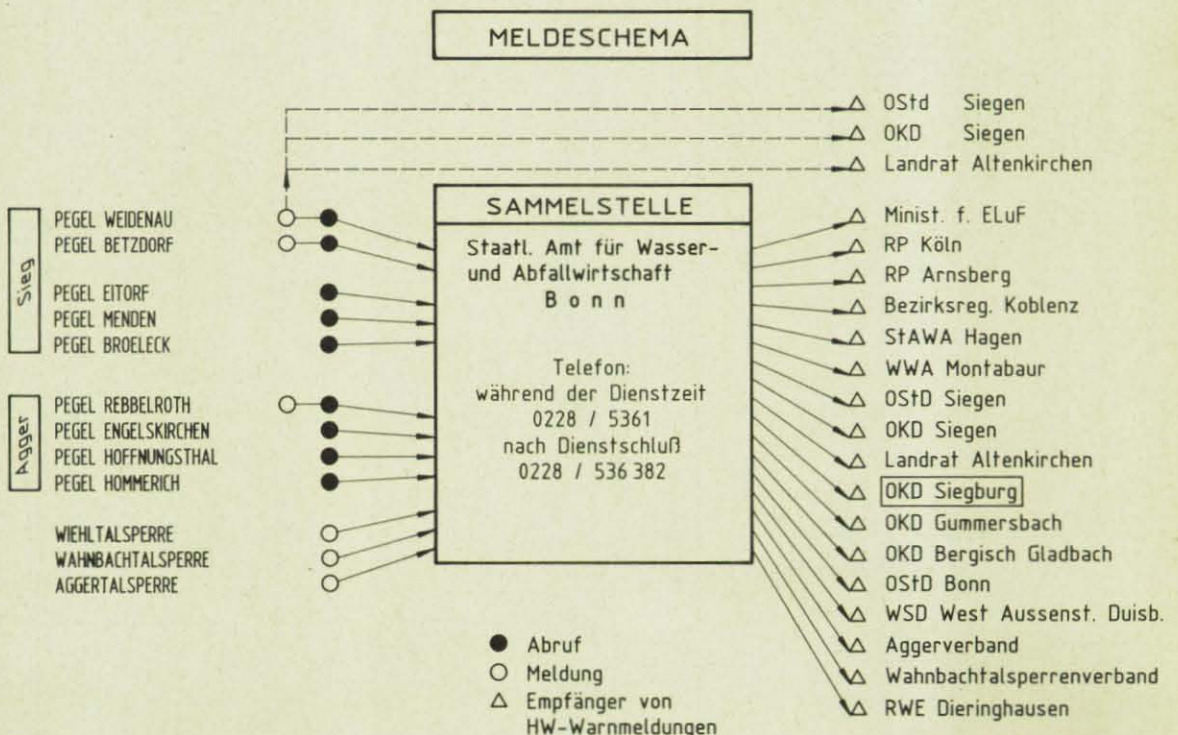 MELDESCHEMA
OStd Siegen
OKD Siegen
Landrat Altenkirchen
Sieg
PEGEL WEIDENAU
PEGEL BETZDORF
PEGEL EITORF
PEGEL MENDEN
PEGEL BROELECK
Agger
PEGEL REBBELROTH
PEGEL ENGELSKIRCHEN
PEGEL HOFFNUNGSTHAL
PEGEL HOMMERICH
WIEHLTALSPERRE
WAHNBACHTALSPERRE
AGGERTALSPERRE
SAMMELSTELLE
Staatl. Amt für Wasser-
und Abfallwirtschaft
Bonn
Telefon:
während der Dienstzeit
0228 / 5361
nach Dienstschluß
0228 / 536 382
Minist. f. ELuF
RP Köln
RP Arnsberg
Bezirksreg. Koblenz
StAWA Hagen
WWA Montabaur
OStD Siegen
OKD Siegen
Landrat Altenkirchen
OKD Siegburg
OKD Gummersbach
OKD Bergisch Gladbach
OStD Bonn
WSD West Aussenst. Duisb.
Aggerverband
Wahnbachtalsperrenverband
RWE Dieringhausen
Abruf
Meldung
Empfänger von
HW-Warnmeldungen